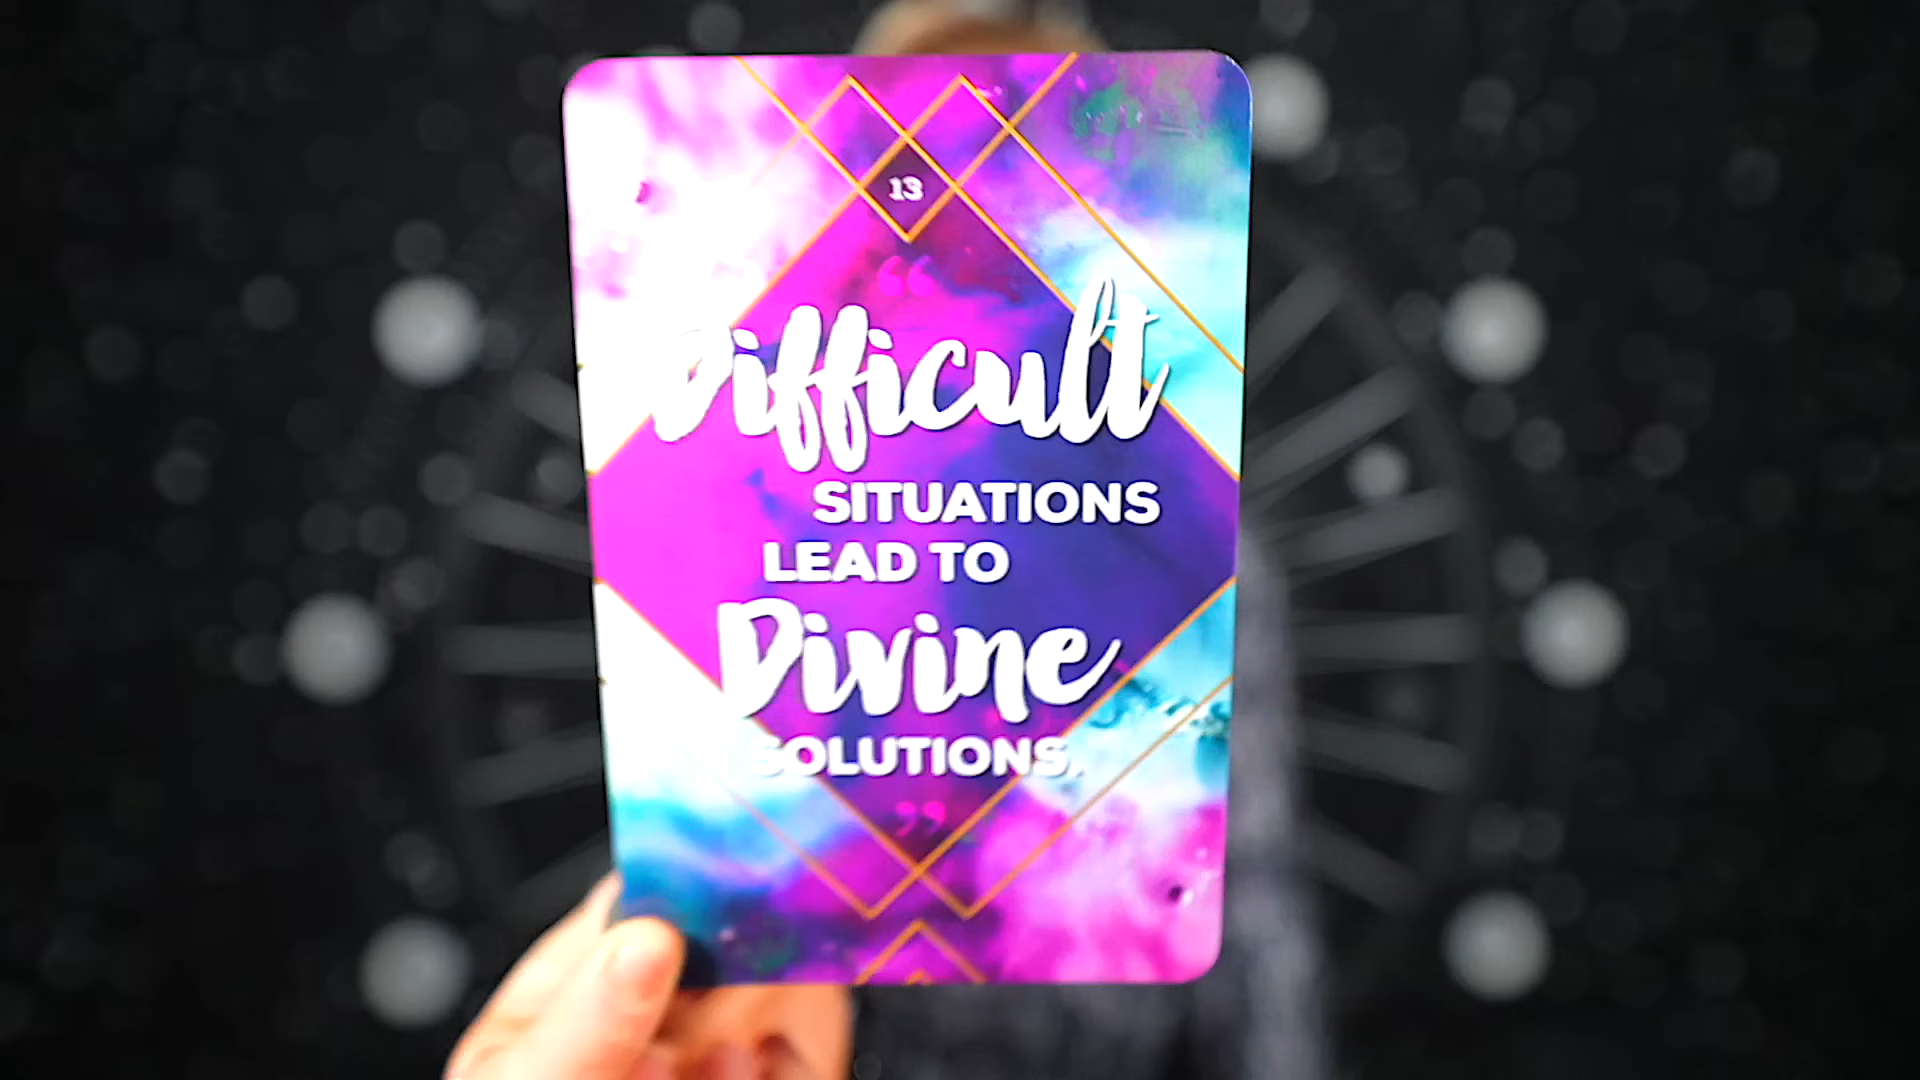 13
“
Difficult
SITUATIONS
LEAD TO
Divine
SOLUTIONS.
”